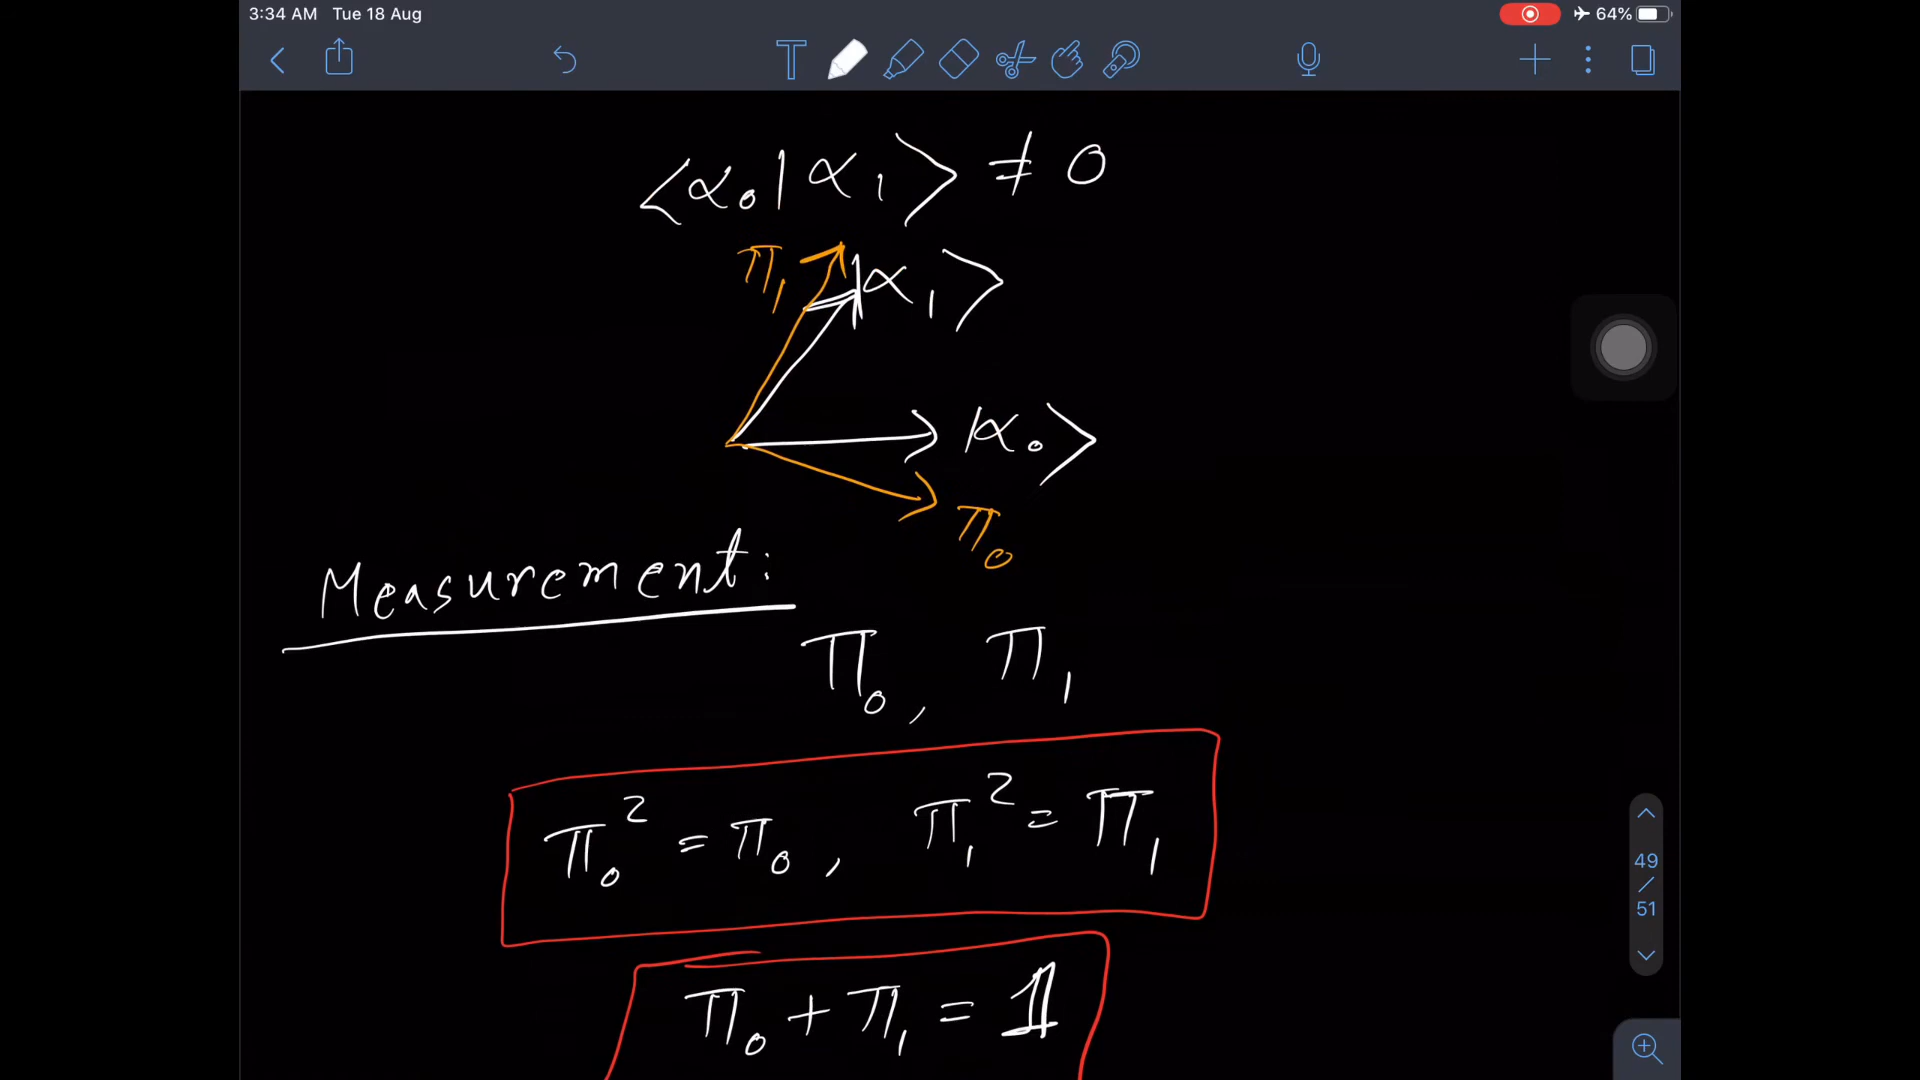 3:34 AM Tue 18 Aug 64%
⟨α₀|α₁⟩ ≠ 0
π₁ |α₁⟩
|α₀⟩
π₀
Measurement:
Π₀, Π₁
Π₀² = Π₀, Π₁² = Π₁
49
/
51
Π₀ + Π₁ = 𝟙